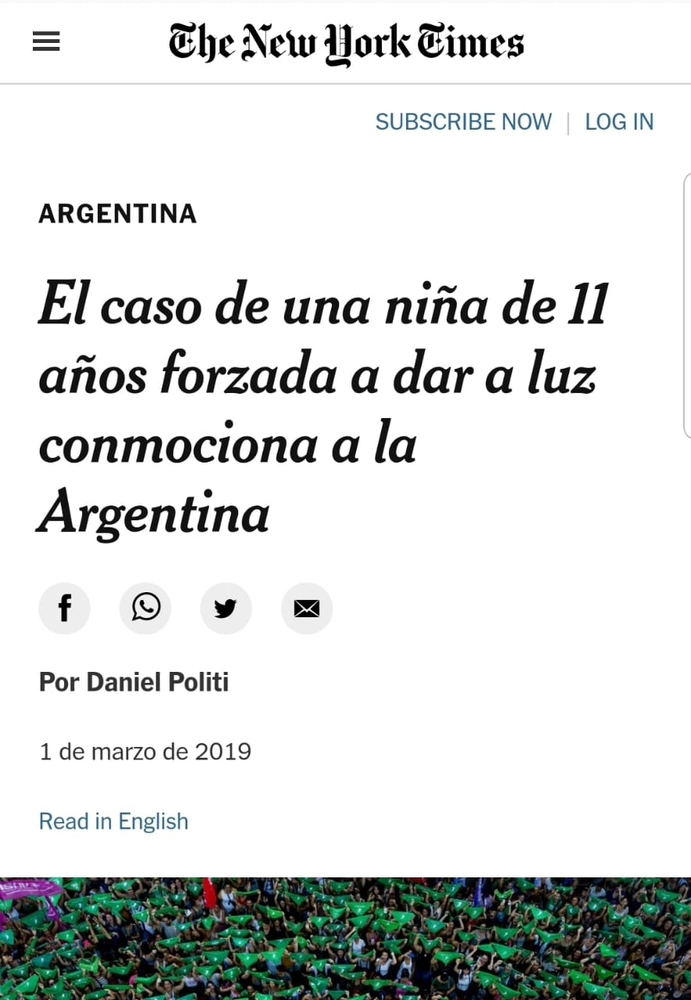 The New York Times
SUBSCRIBE NOW | LOG IN
ARGENTINA
El caso de una niña de 11
años forzada a dar a luz
conmociona a la
Argentina
Por Daniel Politi
1 de marzo de 2019
Read in English